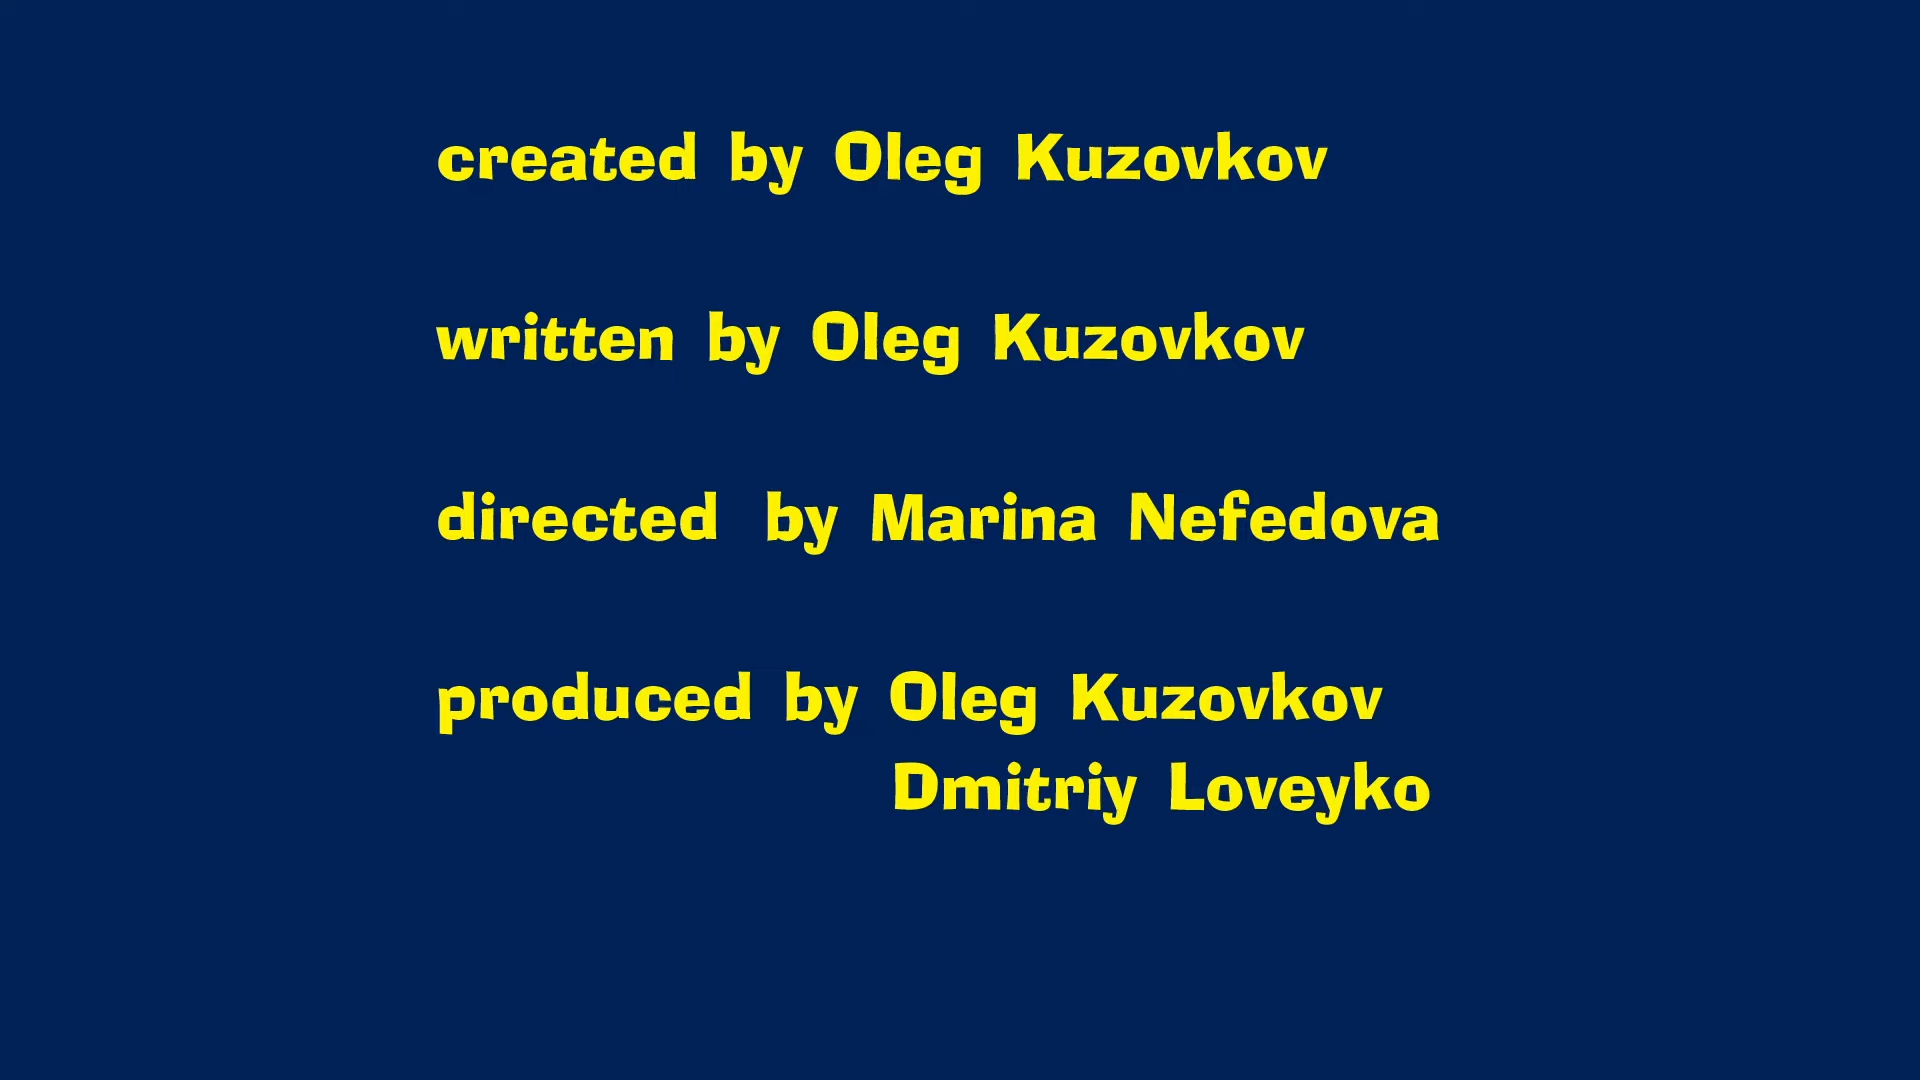 created by Oleg Kuzovkov
written by Oleg Kuzovkov
directed by Marina Nefedova
produced by Oleg Kuzovkov
Dmitriy Loveyko